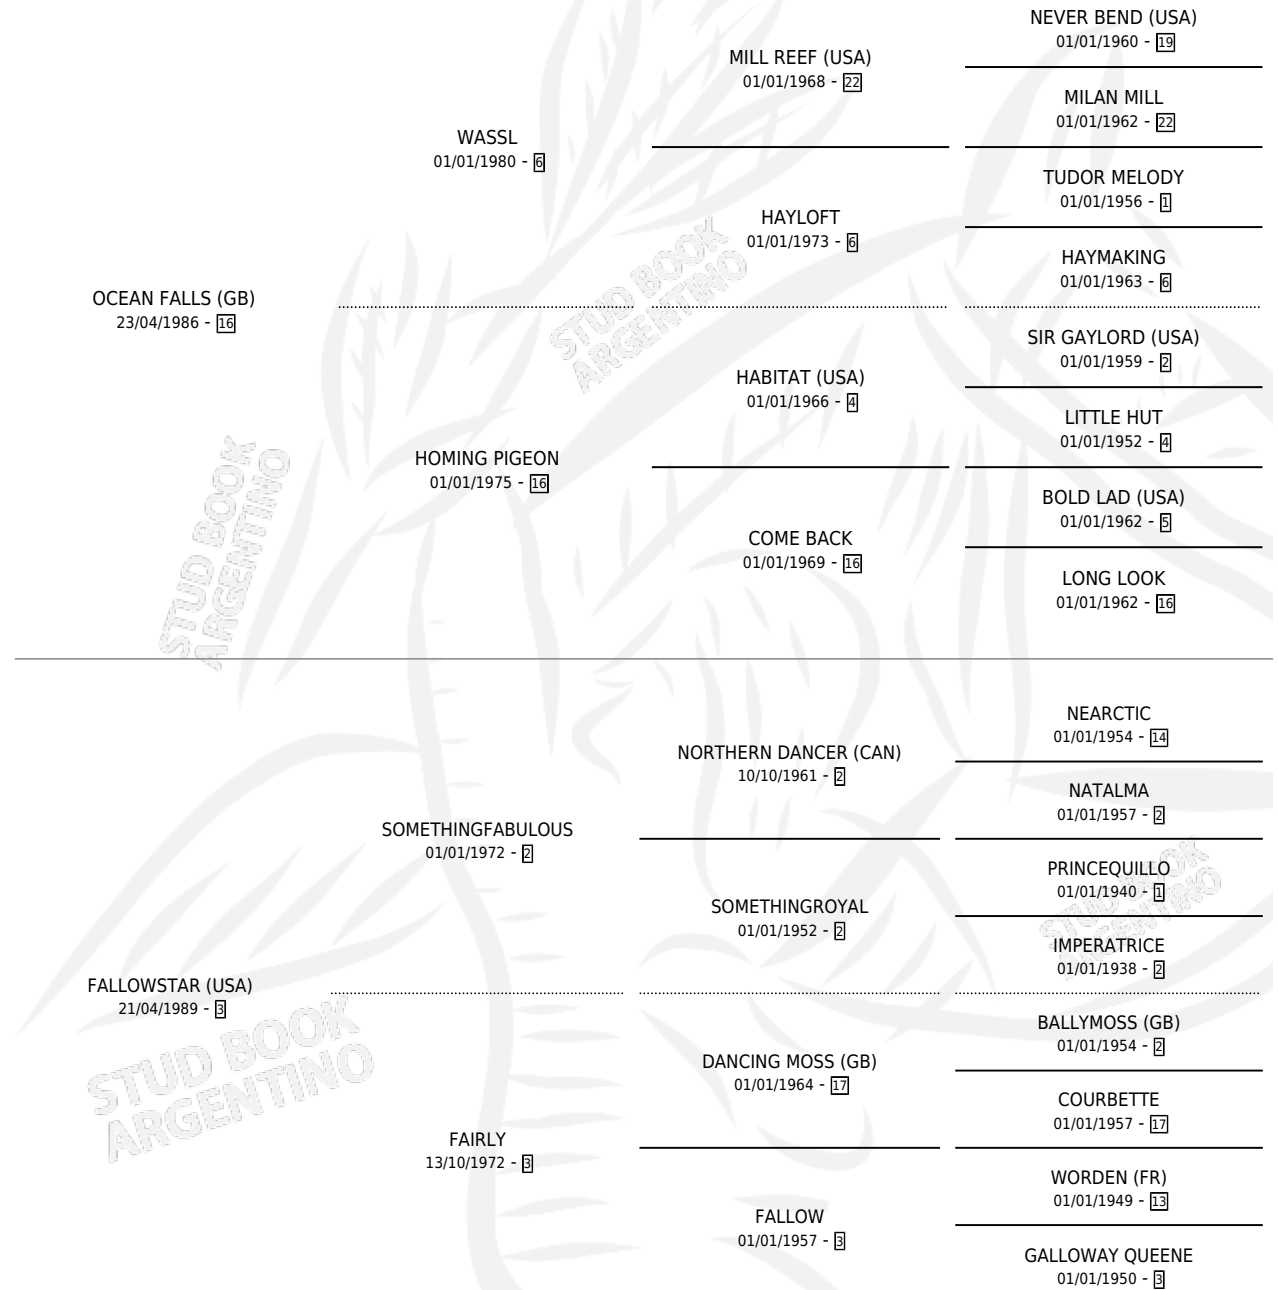 NEVER BEND (USA)
01/01/1960 - 19
MILL REEF (USA)
01/01/1968 - 22
MILAN MILL
01/01/1962 - 22
WASSL
01/01/1980 - 6
TUDOR MELODY
01/01/1956 - 1
HAYLOFT
01/01/1973 - 6
HAYMAKING
01/01/1963 - 6
OCEAN FALLS (GB)
23/04/1986 - 16
STUD BOOK
ARGENTINO
SIR GAYLORD (USA)
01/01/1959 - 2
HABITAT (USA)
01/01/1966 - 4
LITTLE HUT
01/01/1952 - 4
HOMING PIGEON
01/01/1975 - 16
BOLD LAD (USA)
01/01/1962 - 5
COME BACK
01/01/1969 - 16
LONG LOOK
01/01/1962 - 16
STUD BOOK
ARGENTINO
NEARCTIC
01/01/1954 - 14
NORTHERN DANCER (CAN)
10/10/1961 - 2
NATALMA
01/01/1957 - 2
SOMETHINGFABULOUS
01/01/1972 - 2
PRINCEQUILLO
01/01/1940 - 1
SOMETHINGROYAL
01/01/1952 - 2
STUD BOOK
ARGENTINO
IMPERATRICE
01/01/1938 - 2
FALLOWSTAR (USA)
21/04/1989 - 3
STUD BOOK
ARGENTINO
BALLYMOSS (GB)
01/01/1954 - 2
DANCING MOSS (GB)
01/01/1964 - 17
COURBETTE
01/01/1957 - 17
FAIRLY
13/10/1972 - 3
WORDEN (FR)
01/01/1949 - 13
FALLOW
01/01/1957 - 3
GALLOWAY QUEENE
01/01/1950 - 3